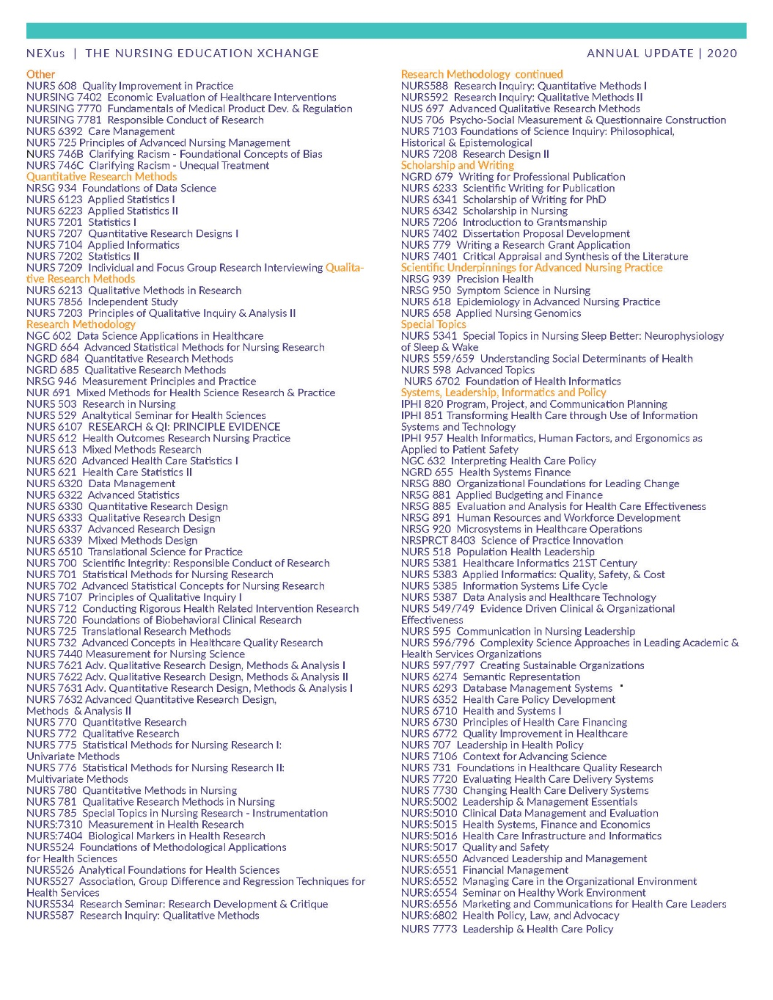 NEXus | THE NURSING EDUCATION XCHANGE
ANNUAL UPDATE | 2020
Other
NURS 608 Quality Improvement in Practice
NURSING 7402 Economic Evaluation of Healthcare Interventions
NURSING 7770 Fundamentals of Medical Product Dev. & Regulation
NURSING 7781 Responsible Conduct of Research
NURS 6392 Care Management
NURS 725 Principles of Advanced Nursing Management
NURS 746B Clarifying Racism - Foundational Concepts of Bias
NURS 746C Clarifying Racism - Unequal Treatment
Quantitative Research Methods
NRSG 934 Foundations of Data Science
NURS 6123 Applied Statistics I
NURS 6223 Applied Statistics II
NURS 7201 Statistics I
NURS 7207 Quantitative Research Designs I
NURS 7104 Applied Informatics
NURS 7202 Statistics II
NURS 7209 Individual and Focus Group Research Interviewing Qualita-
tive Research Methods
NURS 6213 Qualitative Methods in Research
NURS 7856 Independent Study
NURS 7203 Principles of Qualitative Inquiry & Analysis II
Research Methodology
NGC 602 Data Science Applications in Healthcare
NGRD 664 Advanced Statistical Methods for Nursing Research
NGRD 684 Quantitative Research Methods
NGRD 685 Qualitative Research Methods
NRSG 946 Measurement Principles and Practice
NUR 691 Mixed Methods for Health Science Research & Practice
NURS 503 Research in Nursing
NURS 529 Analtytical Seminar for Health Sciences
NURS 6107 RESEARCH & QI: PRINCIPLE EVIDENCE
NURS 612 Health Outcomes Research Nursing Practice
NURS 613 Mixed Methods Research
NURS 620 Advanced Health Care Statistics I
NURS 621 Health Care Statistics II
NURS 6320 Data Management
NURS 6322 Advanced Statistics
NURS 6330 Quantitative Research Design
NURS 6333 Qualitative Research Design
NURS 6337 Advanced Research Design
NURS 6339 Mixed Methods Design
NURS 6510 Translational Science for Practice
NURS 700 Scientific Integrity: Responsible Conduct of Research
NURS 701 Statistical Methods for Nursing Research
NURS 702 Advanced Statistical Concepts for Nursing Research
NURS 7107 Principles of Qualitative Inquiry I
NURS 712 Conducting Rigorous Health Related Intervention Research
NURS 720 Foundations of Biobehavioral Clinical Research
NURS 725 Translational Research Methods
NURS 732 Advanced Concepts in Healthcare Quality Research
NURS 7440 Measurement for Nursing Science
NURS 7621 Adv. Qualitative Research Design, Methods & Analysis I
NURS 7622 Adv. Qualitative Research Design, Methods & Analysis II
NURS 7631 Adv. Quantitative Research Design, Methods & Analysis I
NURS 7632 Advanced Quantitative Research Design,
Methods & Analysis II
NURS 770 Quantitative Research
NURS 772 Qualitative Research
NURS 775 Statistical Methods for Nursing Research I:
Univariate Methods
NURS 776 Statistical Methods for Nursing Research II:
Multivariate Methods
NURS 780 Quantitative Methods in Nursing
NURS 781 Qualitative Research Methods in Nursing
NURS 785 Special Topics in Nursing Research - Instrumentation
NURS:7310 Measurement in Health Research
NURS:7404 Biological Markers in Health Research
NURS524 Foundations of Methodological Applications
for Health Sciences
NURS526 Analytical Foundations for Health Sciences
NURS527 Association, Group Difference and Regression Techniques for
Health Services
NURS534 Research Seminar: Research Development & Critique
NURS587 Research Inquiry: Qualitative Methods
Research Methodology continued
NURS588 Research Inquiry: Quantitative Methods I
NURS592 Research Inquiry: Qualitative Methods II
NUS 697 Advanced Qualitative Research Methods
NUS 706 Psycho-Social Measurement & Questionnaire Construction
NURS 7103 Foundations of Science Inquiry: Philosophical,
Historical & Epistemological
NURS 7208 Research Design II
Scholarship and Writing
NGRD 679 Writing for Professional Publication
NURS 6233 Scientific Writing for Publication
NURS 6341 Scholarship of Writing for PhD
NURS 6342 Scholarship in Nursing
NURS 7206 Introduction to Grantsmanship
NURS 7402 Dissertation Proposal Development
NURS 779 Writing a Research Grant Application
NURS 7401 Critical Appraisal and Synthesis of the Literature
Scientific Underpinnings for Advanced Nursing Practice
NRSG 939 Precision Health
NRSG 950 Symptom Science in Nursing
NURS 618 Epidemiology in Advanced Nursing Practice
NURS 658 Applied Nursing Genomics
Special Topics
NURS 5341 Special Topics in Nursing Sleep Better: Neurophysiology
of Sleep & Wake
NURS 559/659 Understanding Social Determinants of Health
NURS 598 Advanced Topics
NURS 6702 Foundation of Health Informatics
Systems, Leadership, Informatics and Policy
IPHI 820 Program, Project, and Communication Planning
IPHI 851 Transforming Health Care through Use of Information
Systems and Technology
IPHI 957 Health Informatics, Human Factors, and Ergonomics as
Applied to Patient Safety
NGC 632 Interpreting Health Care Policy
NGRD 655 Health Systems Finance
NRSG 880 Organizational Foundations for Leading Change
NRSG 881 Applied Budgeting and Finance
NRSG 885 Evaluation and Analysis for Health Care Effectiveness
NRSG 891 Human Resources and Workforce Development
NRSG 920 Microsystems in Healthcare Operations
NRSPRCT 8403 Science of Practice Innovation
NURS 518 Population Health Leadership
NURS 5381 Healthcare Informatics 21ST Century
NURS 5383 Applied Informatics: Quality, Safety, & Cost
NURS 5385 Information Systems Life Cycle
NURS 5387 Data Analysis and Healthcare Technology
NURS 549/749 Evidence Driven Clinical & Organizational
Effectiveness
NURS 595 Communication in Nursing Leadership
NURS 596/796 Complexity Science Approaches in Leading Academic &
Health Services Organizations
NURS 597/797 Creating Sustainable Organizations
NURS 6274 Semantic Representation
NURS 6293 Database Management Systems
NURS 6352 Health Care Policy Development
NURS 6710 Health and Systems I
NURS 6730 Principles of Health Care Financing
NURS 6772 Quality Improvement in Healthcare
NURS 707 Leadership in Health Policy
NURS 7106 Context for Advancing Science
NURS 731 Foundations in Healthcare Quality Research
NURS 7720 Evaluating Health Care Delivery Systems
NURS 7730 Changing Health Care Delivery Systems
NURS:5002 Leadership & Management Essentials
NURS:5010 Clinical Data Management and Evaluation
NURS:5015 Health Systems, Finance and Economics
NURS:5016 Health Care Infrastructure and Informatics
NURS:5017 Quality and Safety
NURS:6550 Advanced Leadership and Management
NURS:6551 Financial Management
NURS:6552 Managing Care in the Organizational Environment
NURS:6554 Seminar on Healthy Work Environment
NURS:6556 Marketing and Communications for Health Care Leaders
NURS:6802 Health Policy, Law, and Advocacy
NURS 7773 Leadership & Health Care Policy